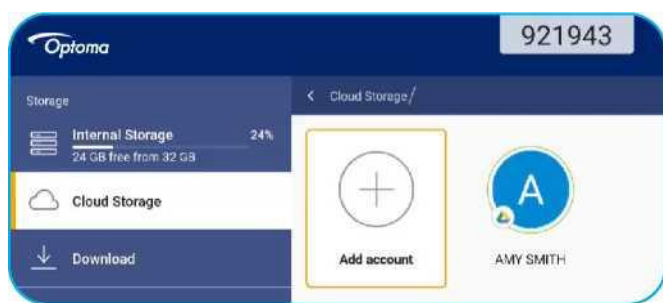 Optoma
921943
Storage
Internal Storage 24%
24 GB free from 32 GB
Cloud Storage
Download
< Cloud Storage/
Add account
A
AMY SMITH